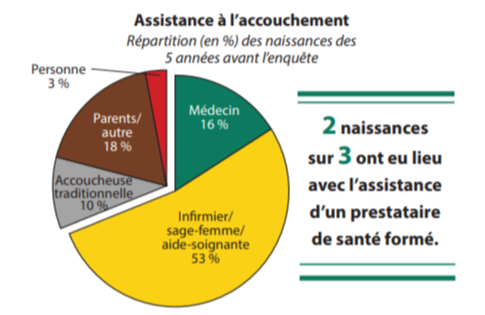 Assistance à l’accouchement
Répartition (en %) des naissances des
5 années avant l’enquête
Personne
3 %
Médecin
16 %
Parents/
autre
18 %
Accoucheuse
traditionnelle
10 %
Infirmier/
sage-femme/
aide-soignante
53 %
2 naissances
sur 3 ont eu lieu
avec l’assistance
d’un prestataire
de santé formé.